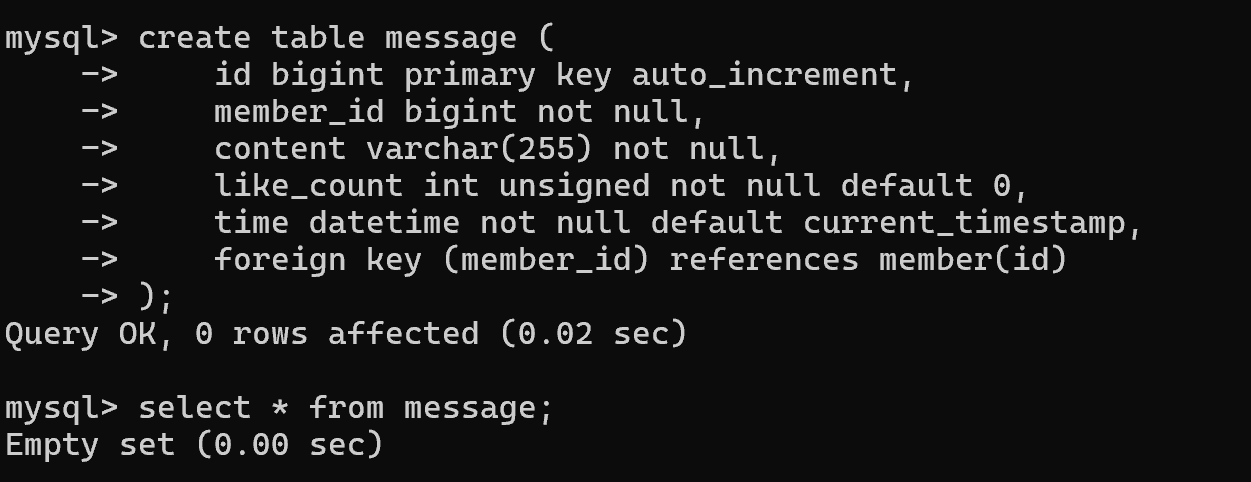 mysql> create table message (
    ->     id bigint primary key auto_increment,
    ->     member_id bigint not null,
    ->     content varchar(255) not null,
    ->     like_count int unsigned not null default 0,
    ->     time datetime not null default current_timestamp,
    ->     foreign key (member_id) references member(id)
    -> );
Query OK, 0 rows affected (0.02 sec)

mysql> select * from message;
Empty set (0.00 sec)